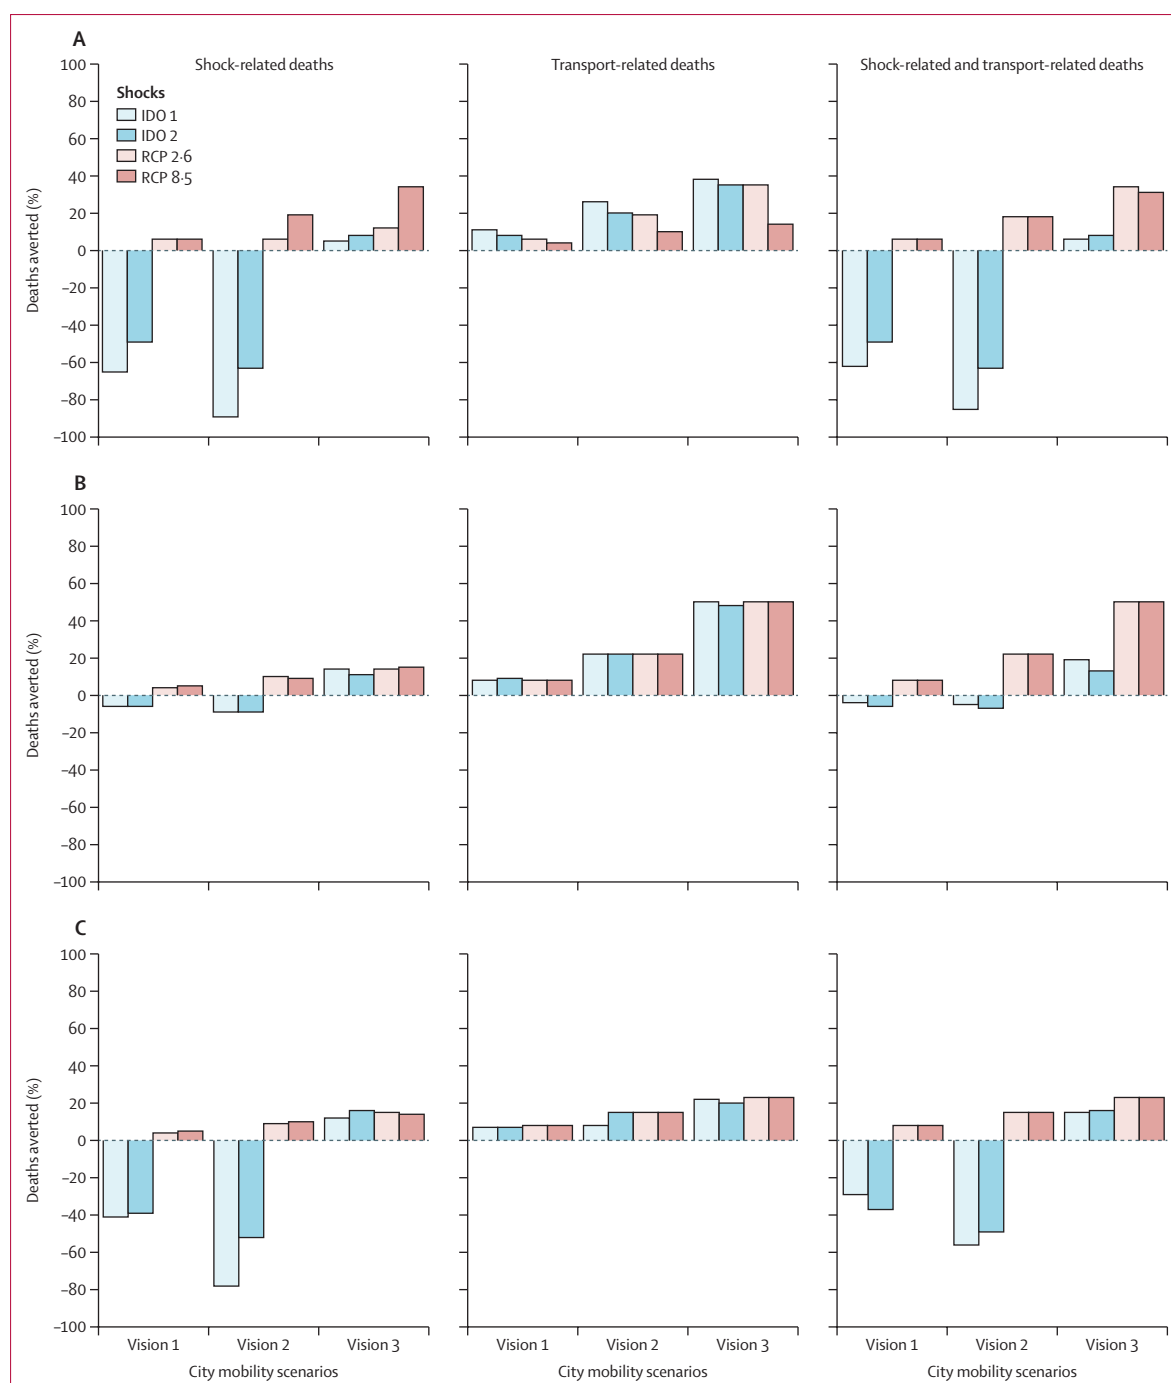 A
Shock-related deaths
Transport-related deaths
Shock-related and transport-related deaths
Shocks
IDO 1
IDO 2
RCP 2·6
RCP 8·5
Deaths averted (%)
100
80
60
40
20
0
–20
–40
–60
–80
–100
B
Deaths averted (%)
100
80
60
40
20
0
–20
–40
–60
–80
–100
C
Deaths averted (%)
100
80
60
40
20
0
–20
–40
–60
–80
–100
Vision 1 Vision 2 Vision 3
City mobility scenarios
Vision 1 Vision 2 Vision 3
City mobility scenarios
Vision 1 Vision 2 Vision 3
City mobility scenarios